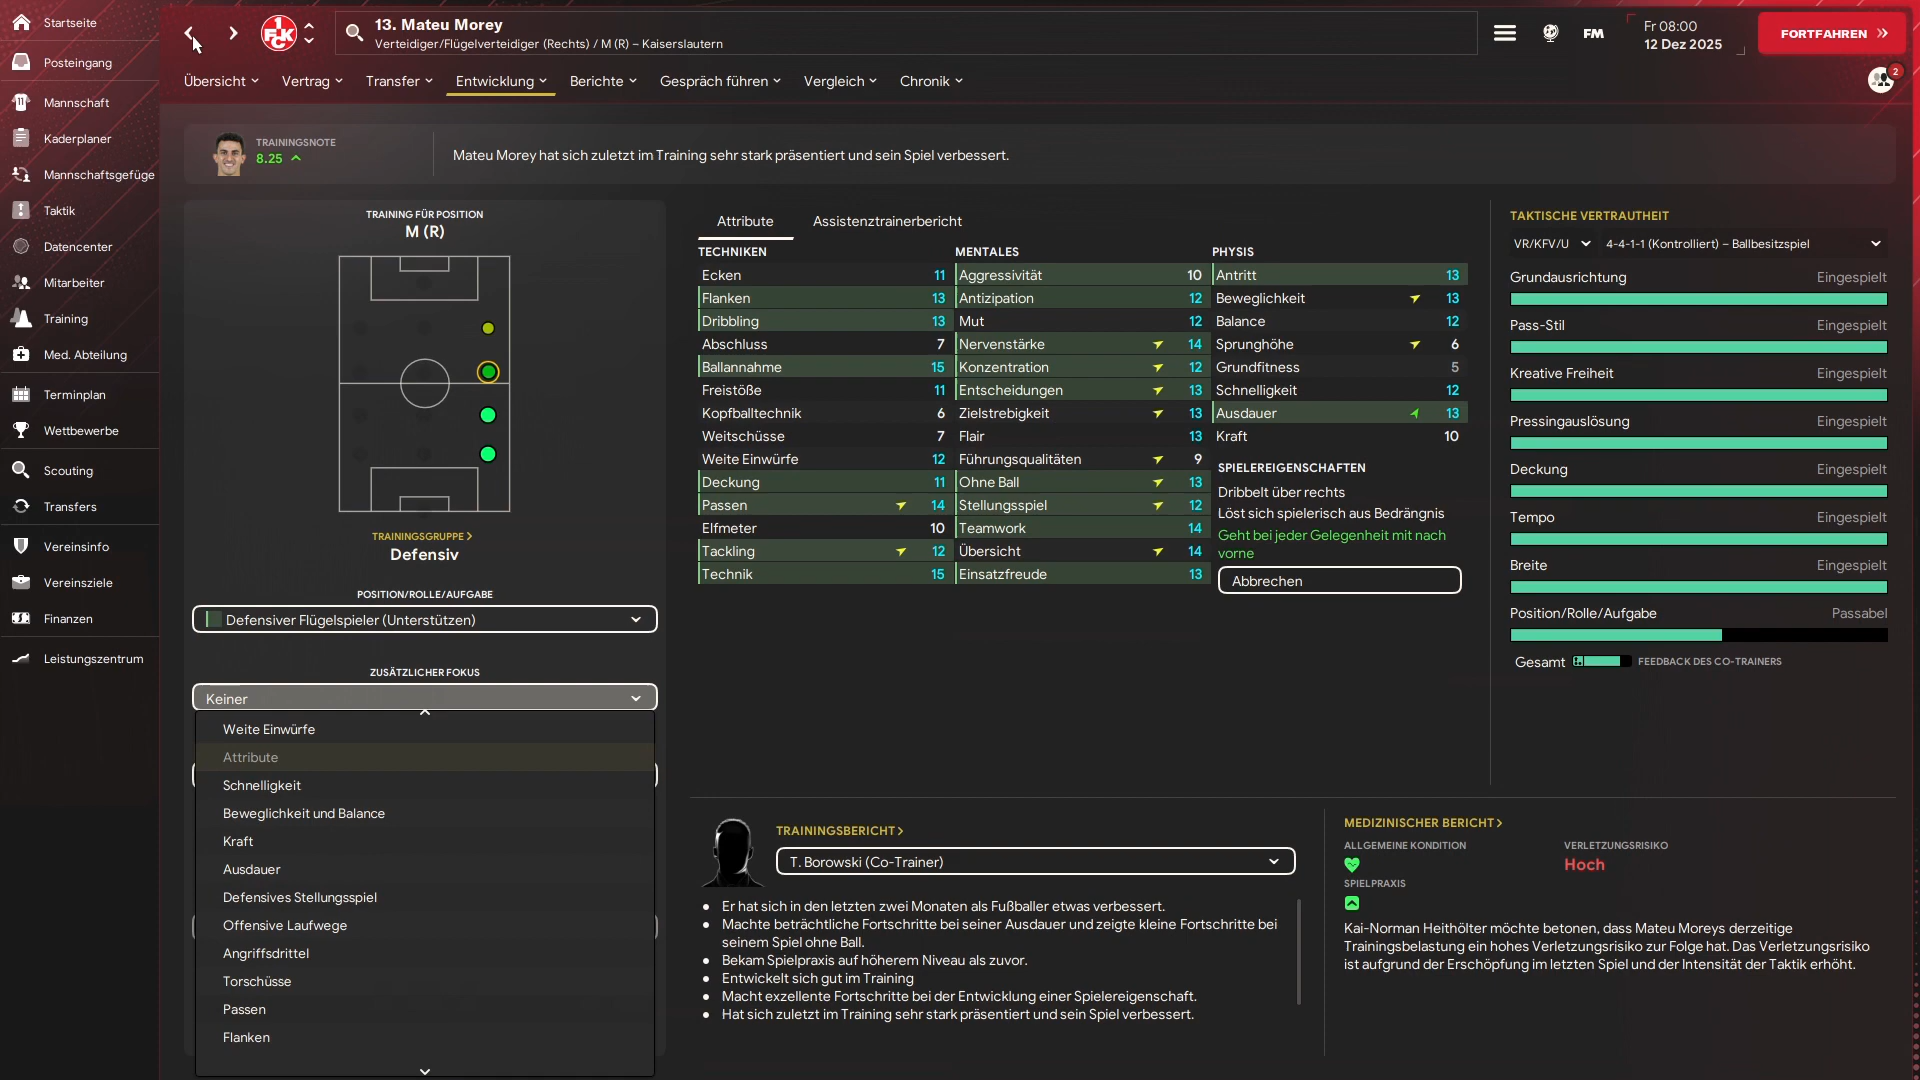 Startseite
Posteingang
Mannschaft
Kaderplaner
Mannschaftsgefüge
Taktik
Datencenter
Mitarbeiter
Training
Med. Abteilung
Terminplan
Wettbewerbe
Scouting
Transfers
Vereinsinfo
Vereinsziele
Finanzen
Leistungszentrum
1
FCK
13. Mateu Morey
Verteidiger/Flügelverteidiger (Rechts) / M (R) – Kaiserslautern
FM
Fr 08:00
12 Dez 2025
FORTFAHREN
Übersicht Vertrag Transfer Entwicklung Berichte Gespräch führen Vergleich Chronik
2
TRAININGSNOTE
8.25
Mateu Morey hat sich zuletzt im Training sehr stark präsentiert und sein Spiel verbessert.
TRAINING FÜR POSITION
M (R)
TRAININGSGRUPPE >
Defensiv
POSITION/ROLLE/AUFGABE
Defensiver Flügelspieler (Unterstützen)
ZUSÄTZLICHER FOKUS
Keiner
Weite Einwürfe
Attribute
Schnelligkeit
Beweglichkeit und Balance
Kraft
Ausdauer
Defensives Stellungsspiel
Offensive Laufwege
Angriffsdrittel
Torschüsse
Passen
Flanken
Attribute Assistenztrainerbericht
TECHNIKEN
Ecken 11
Flanken 13
Dribbling 13
Abschluss 7
Ballannahme 15
Freistöße 11
Kopfballtechnik 6
Weitschüsse 7
Weite Einwürfe 12
Deckung 11
Passen 14
Elfmeter 10
Tackling 12
Technik 15
MENTALES
Aggressivität 10
Antizipation 12
Mut 12
Nervenstärke 14
Konzentration 12
Entscheidungen 13
Zielstrebigkeit 13
Flair 13
Führungsqualitäten 9
Ohne Ball 13
Stellungsspiel 12
Teamwork 14
Übersicht 14
Einsatzfreude 13
PHYSIS
Antritt 13
Beweglichkeit 13
Balance 12
Sprunghöhe 6
Grundfitness 5
Schnelligkeit 12
Ausdauer 13
Kraft 10
SPIELEREIGENSCHAFTEN
Dribbelt über rechts
Löst sich spielerisch aus Bedrängnis
Geht bei jeder Gelegenheit mit nach
vorne
Abbrechen
TAKTISCHE VERTRAUTHEIT
VR/KFV/U 4-4-1-1 (Kontrolliert) – Ballbesitzspiel
Grundausrichtung Eingespielt
Pass-Stil Eingespielt
Kreative Freiheit Eingespielt
Pressingauslösung Eingespielt
Deckung Eingespielt
Tempo Eingespielt
Breite Eingespielt
Position/Rolle/Aufgabe Passabel
Gesamt FEEDBACK DES CO-TRAINERS
TRAININGSBERICHT >
T. Borowski (Co-Trainer)
• Er hat sich in den letzten zwei Monaten als Fußballer etwas verbessert.
• Machte beträchtliche Fortschritte bei seiner Ausdauer und zeigte kleine Fortschritte bei
seinem Spiel ohne Ball.
• Bekam Spielpraxis auf höherem Niveau als zuvor.
• Entwickelt sich gut im Training
• Macht exzellente Fortschritte bei der Entwicklung einer Spielereigenschaft.
• Hat sich zuletzt im Training sehr stark präsentiert und sein Spiel verbessert.
MEDIZINISCHER BERICHT >
ALLGEMEINE KONDITION
VERLETZUNGSRISIKO
Hoch
SPIELPRAXIS
Kai-Norman Heithölter möchte betonen, dass Mateu Moreys derzeitige
Trainingsbelastung ein hohes Verletzungsrisiko zur Folge hat. Das Verletzungsrisiko
ist aufgrund der Erschöpfung im letzten Spiel und der Intensität der Taktik erhöht.